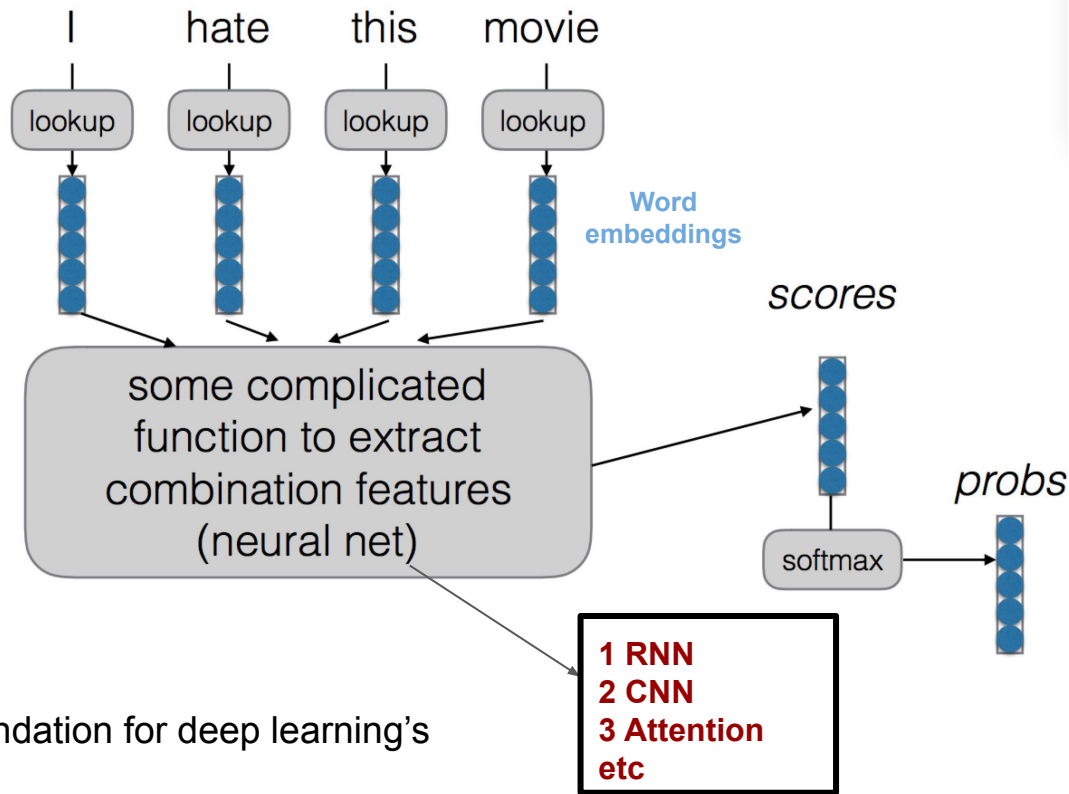 I hate this movie
lookup lookup lookup lookup
Word
embeddings
scores
some complicated
function to extract
combination features
(neural net)
probs
softmax
1 RNN
2 CNN
3 Attention
etc
for deep learning's